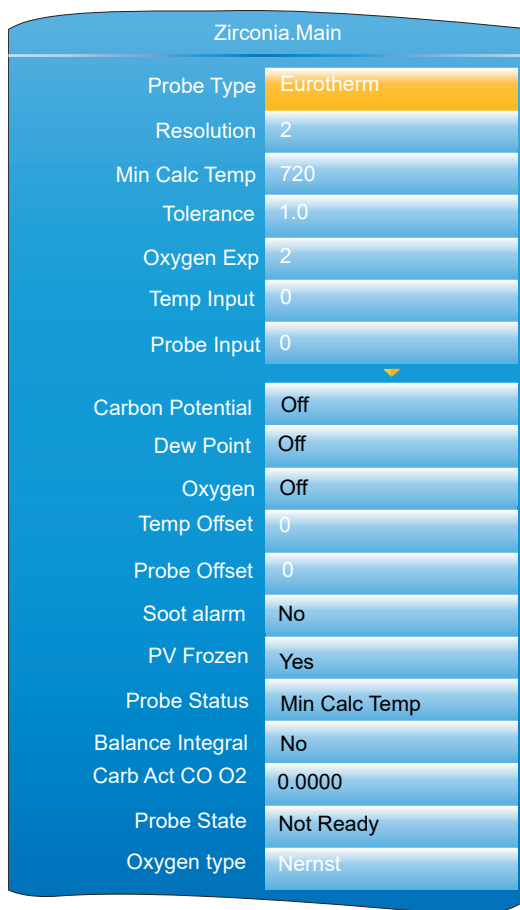 Zirconia.Main
Probe Type Eurotherm
Resolution 2
Min Calc Temp 720
Tolerance 1.0
Oxygen Exp 2
Temp Input 0
Probe Input 0
Carbon Potential Off
Dew Point Off
Oxygen Off
Temp Offset 0
Probe Offset 0
Soot alarm No
PV Frozen Yes
Probe Status Min Calc Temp
Balance Integral No
Carb Act CO O2 0.0000
Probe State Not Ready
Oxygen type Nernst